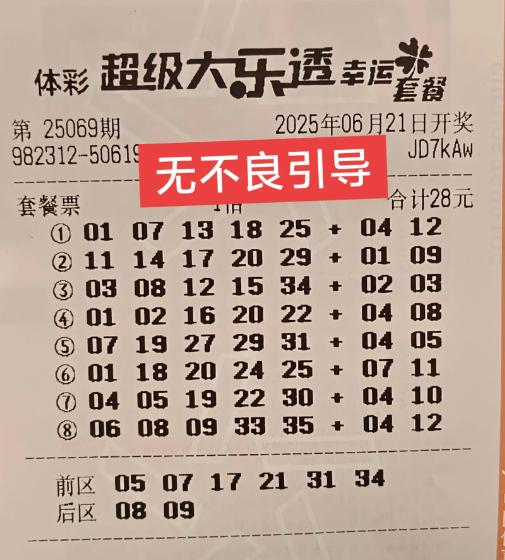 体彩 超级大乐透 幸运套餐
第 25069期 2025年06月21日开奖
982312-50619 JD7kAw
无不良引导
套餐票 1倍 合计28元
① 01 07 13 18 25 + 04 12
② 11 14 17 20 29 + 01 09
③ 03 08 12 15 34 + 02 03
④ 01 02 16 20 22 + 04 08
⑤ 07 19 27 29 31 + 04 05
⑥ 01 18 20 24 25 + 07 11
⑦ 04 05 19 22 30 + 04 10
⑧ 06 08 09 33 35 + 04 12
前区 05 07 17 21 31 34
后区 08 09